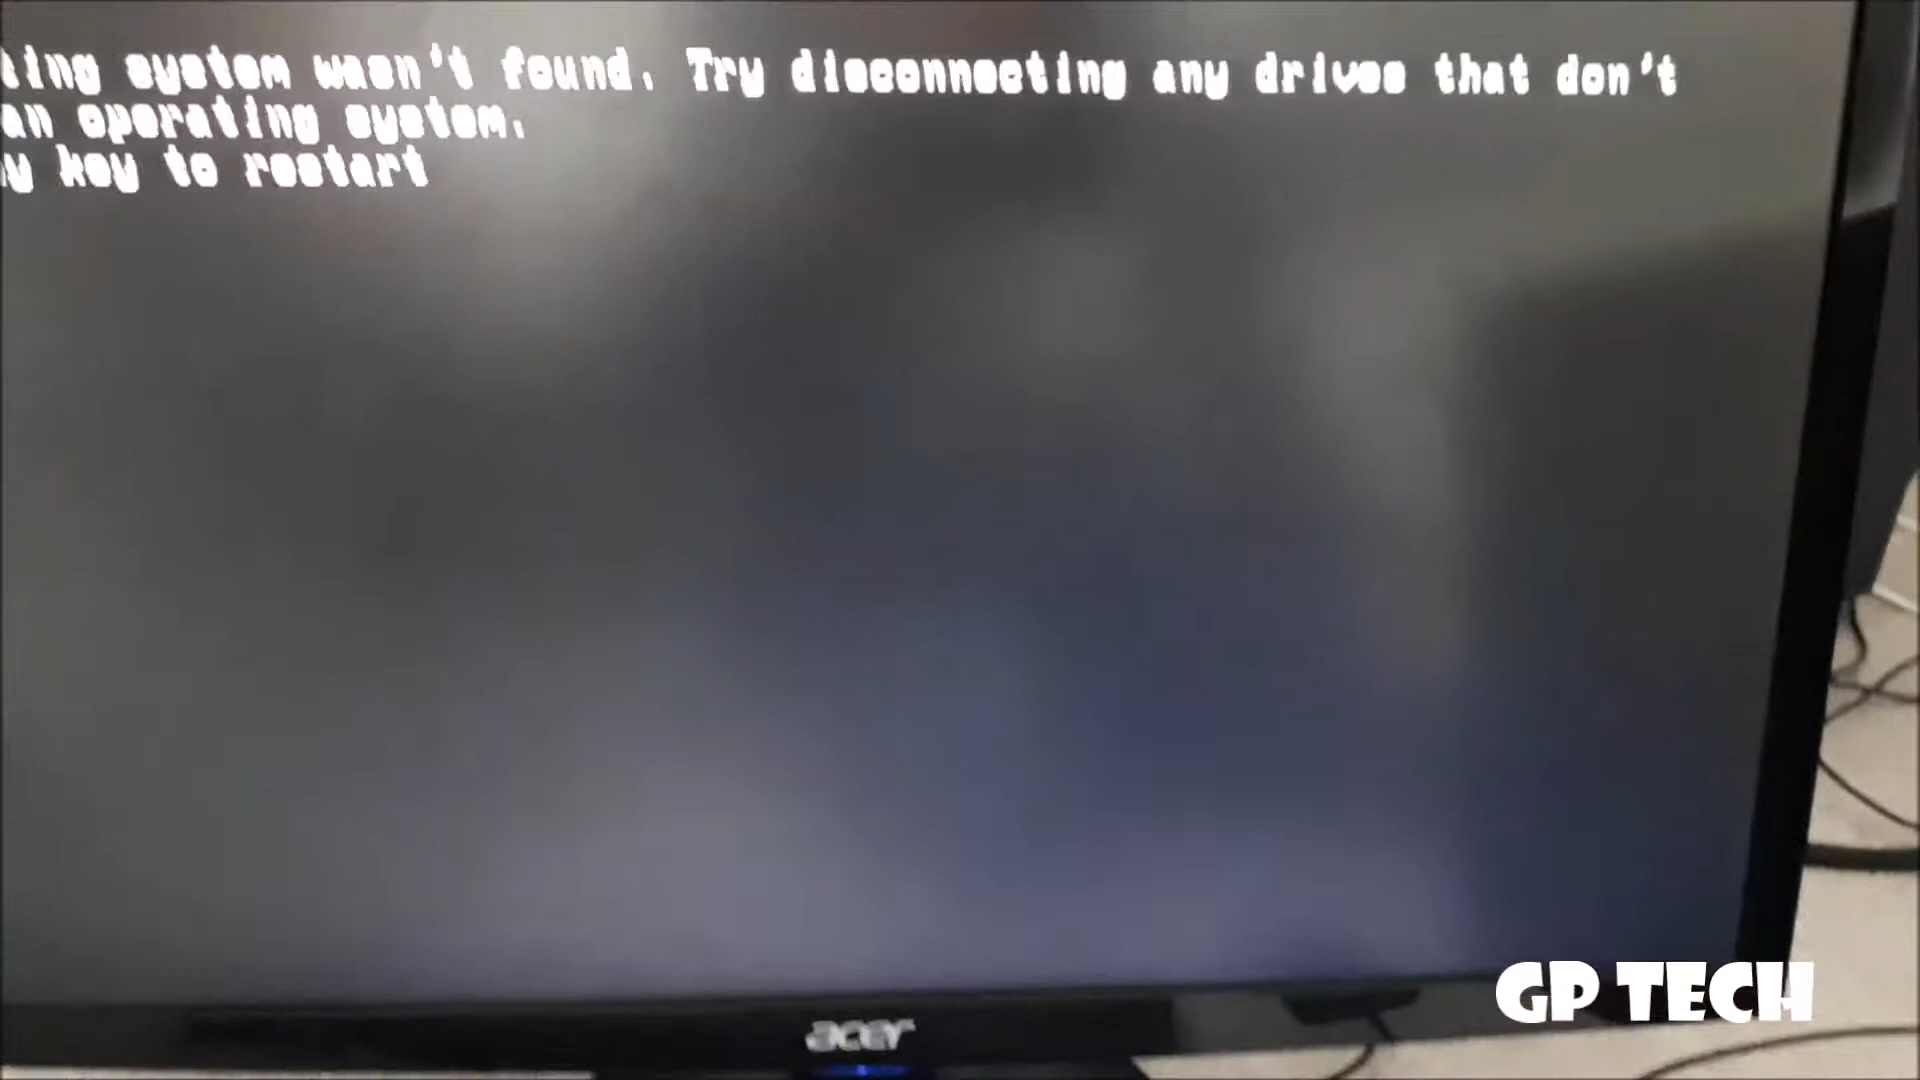 ting system wasn't found. Try disconnecting any drives that don't
an operating system.
y key to restart
acer
GP TECH